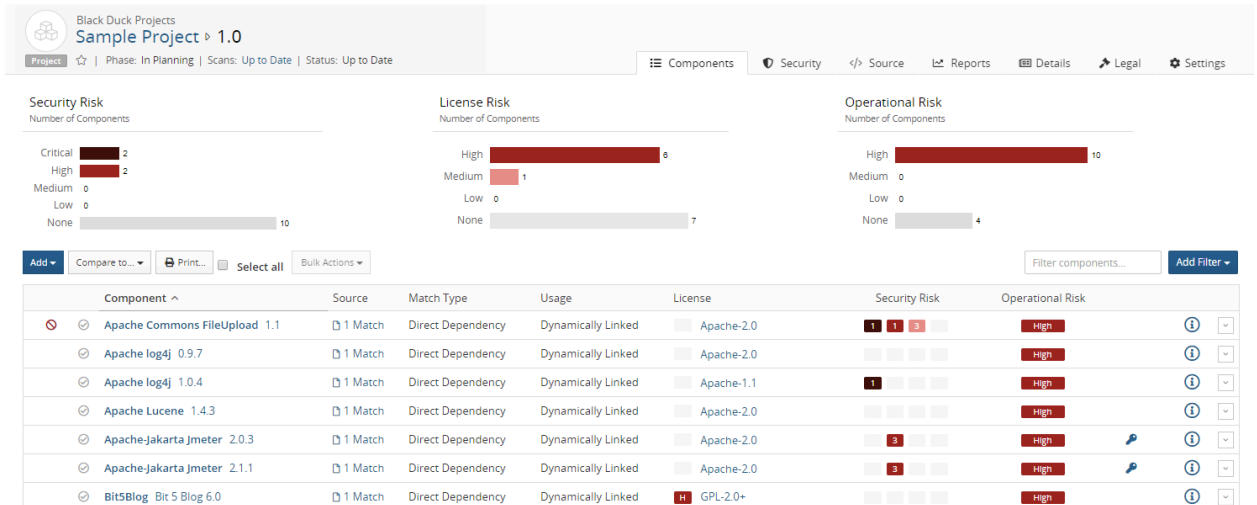 Black Duck Projects
Sample Project ▹ 1.0
Project | Phase: In Planning | Scans: Up to Date | Status: Up to Date
Components Security </> Source Reports Details Legal Settings
Security Risk
Number of Components
Critical 2
High 2
Medium 0
Low 0
None 10
License Risk
Number of Components
High 6
Medium 1
Low 0
None 7
Operational Risk
Number of Components
High 10
Medium 0
Low 0
None 4
Add Compare to... Print... Select all Bulk Actions Filter components... Add Filter
Component Source Match Type Usage License Security Risk Operational Risk
Apache Commons FileUpload 1.1 1 Match Direct Dependency Dynamically Linked Apache-2.0 1 1 3 High
Apache log4j 0.9.7 1 Match Direct Dependency Dynamically Linked Apache-2.0 High
Apache log4j 1.0.4 1 Match Direct Dependency Dynamically Linked Apache-1.1 1 High
Apache Lucene 1.4.3 1 Match Direct Dependency Dynamically Linked Apache-2.0 High
Apache-Jakarta Jmeter 2.0.3 1 Match Direct Dependency Dynamically Linked Apache-2.0 3 High
Apache-Jakarta Jmeter 2.1.1 1 Match Direct Dependency Dynamically Linked Apache-2.0 3 High
Bit5Blog Bit 5 Blog 6.0 1 Match Direct Dependency Dynamically Linked H GPL-2.0+ High